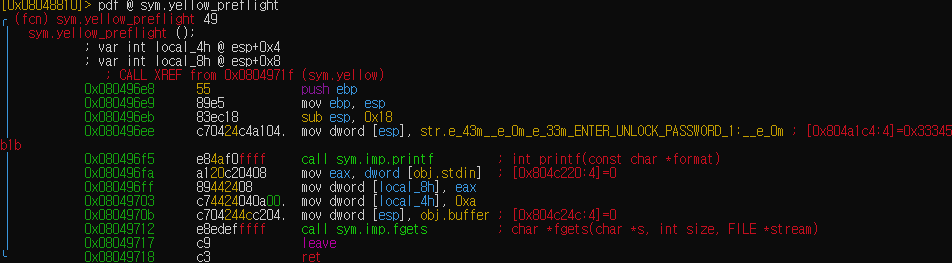 [0x08048810]> pdf @ sym.yellow_preflight
(fcn) sym.yellow_preflight 49
sym.yellow_preflight ();
; var int local_4h @ esp+0x4
; var int local_8h @ esp+0x8
; CALL XREF from 0x0804971f (sym.yellow)
0x080496e8 55 push ebp
0x080496e9 89e5 mov ebp, esp
0x080496eb 83ec18 sub esp, 0x18
0x080496ee c70424c4a104. mov dword [esp], str.e_43m__e_0m_e_33m_ENTER_UNLOCK_PASSWORD_1:__e_0m ; [0x804a1c4:4]=0x33345
b1b
0x080496f5 e84af0ffff call sym.imp.printf ; int printf(const char *format)
0x080496fa a120c20408 mov eax, dword [obj.stdin] ; [0x804c220:4]=0
0x080496ff 89442408 mov dword [local_8h], eax
0x08049703 c74424040a00. mov dword [local_4h], 0xa
0x0804970b c704244cc204. mov dword [esp], obj.buffer ; [0x804c24c:4]=0
0x08049712 e8edefffff call sym.imp.fgets ; char *fgets(char *s, int size, FILE *stream)
0x08049717 c9 leave
0x08049718 c3 ret